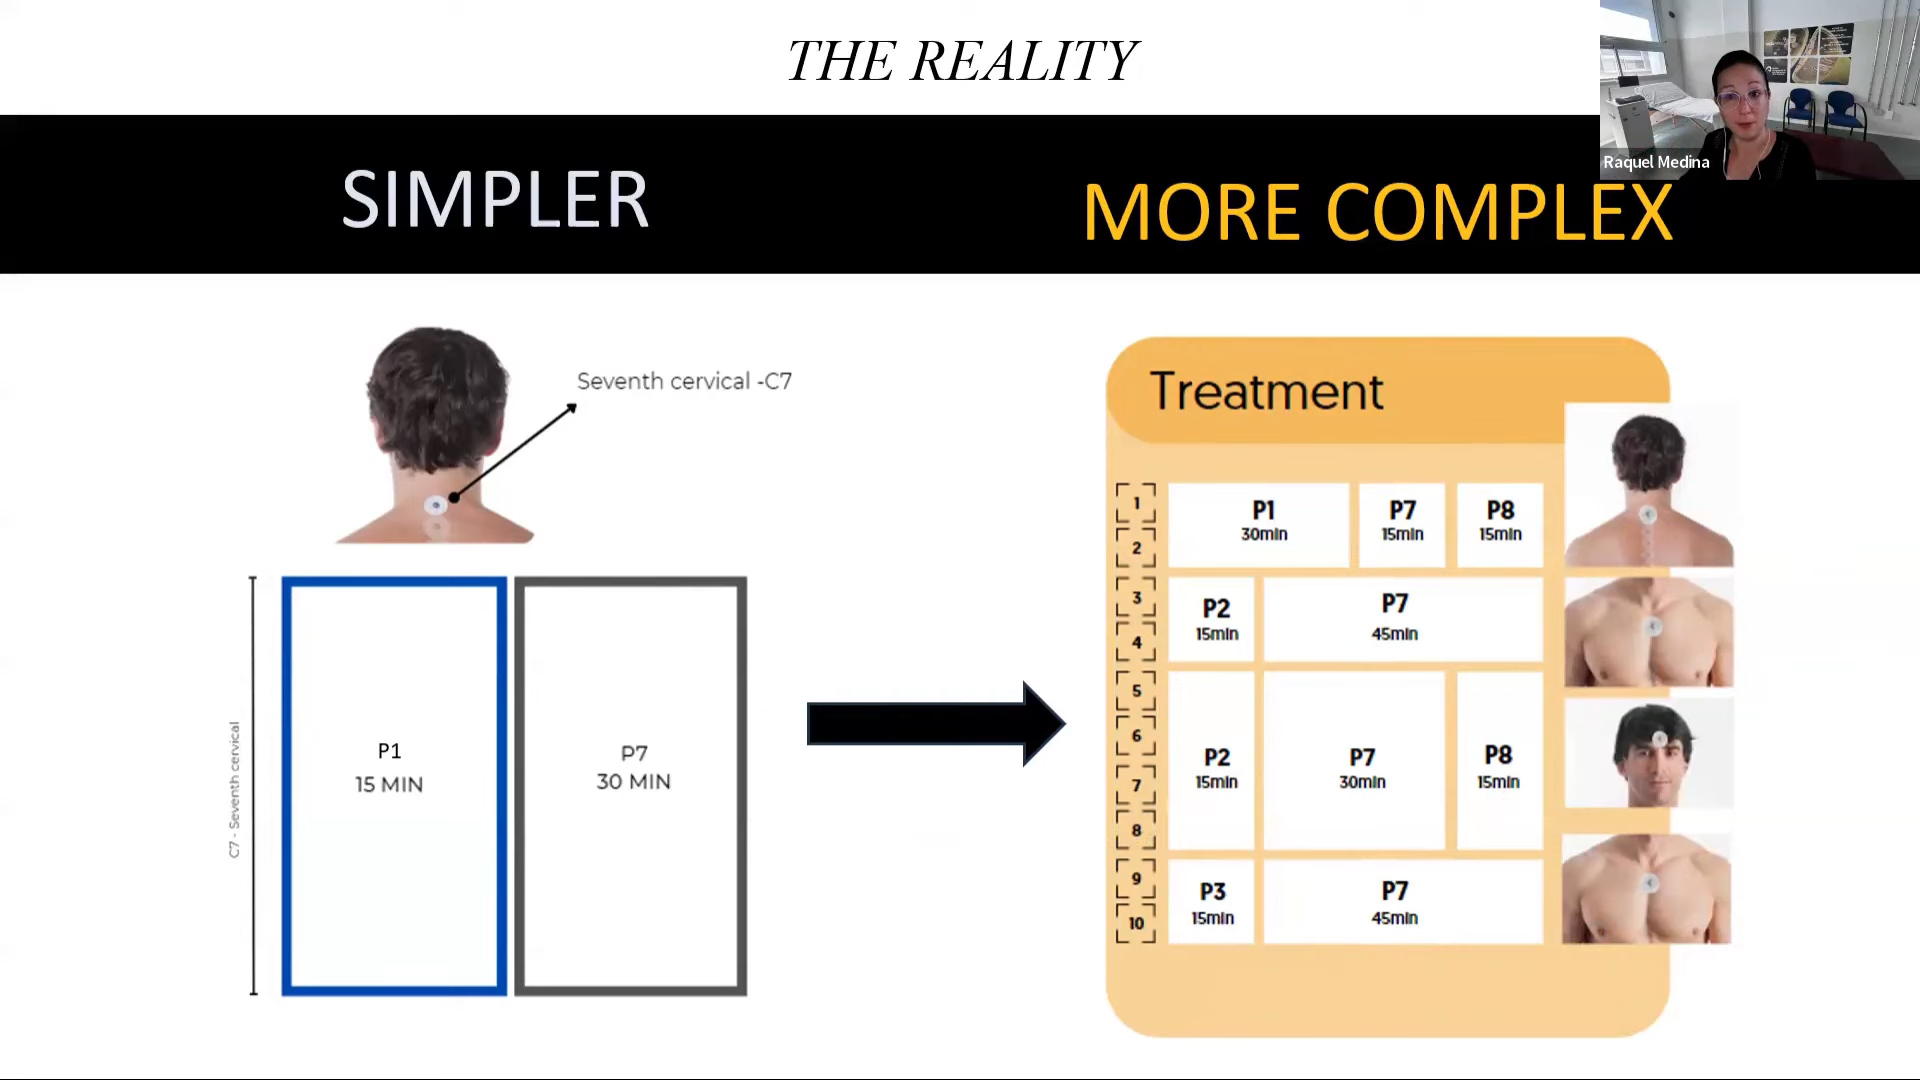 THE REALITY
Raquel Medina
SIMPLER
MORE COMPLEX
Seventh cervical -C7
C7 - Seventh cervical
P1
15 MIN
P7
30 MIN
Treatment
1
2
P1
30min
P7
15min
P8
15min
3
4
P2
15min
P7
45min
5
6
7
8
P2
15min
P7
30min
P8
15min
9
10
P3
15min
P7
45min